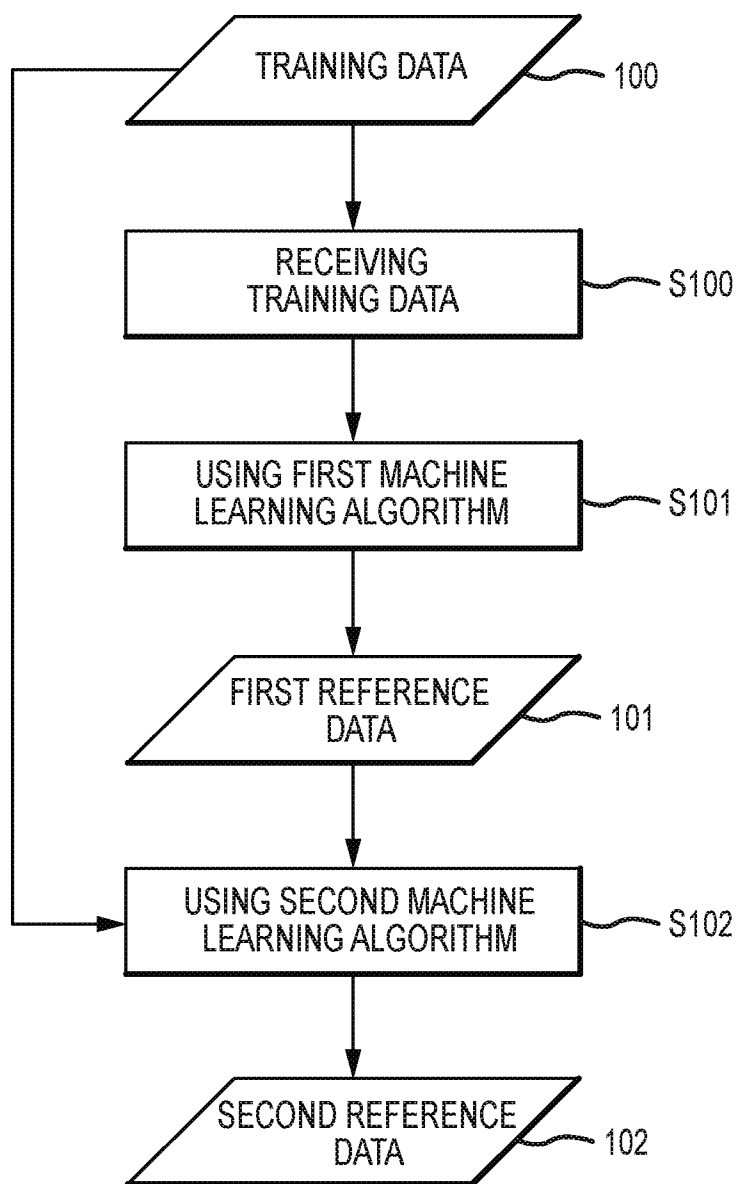 TRAINING DATA
100
RECEIVING
TRAINING DATA
S100
USING FIRST MACHINE
LEARNING ALGORITHM
S101
FIRST REFERENCE
DATA
101
USING SECOND MACHINE
LEARNING ALGORITHM
S102
SECOND REFERENCE
DATA
102